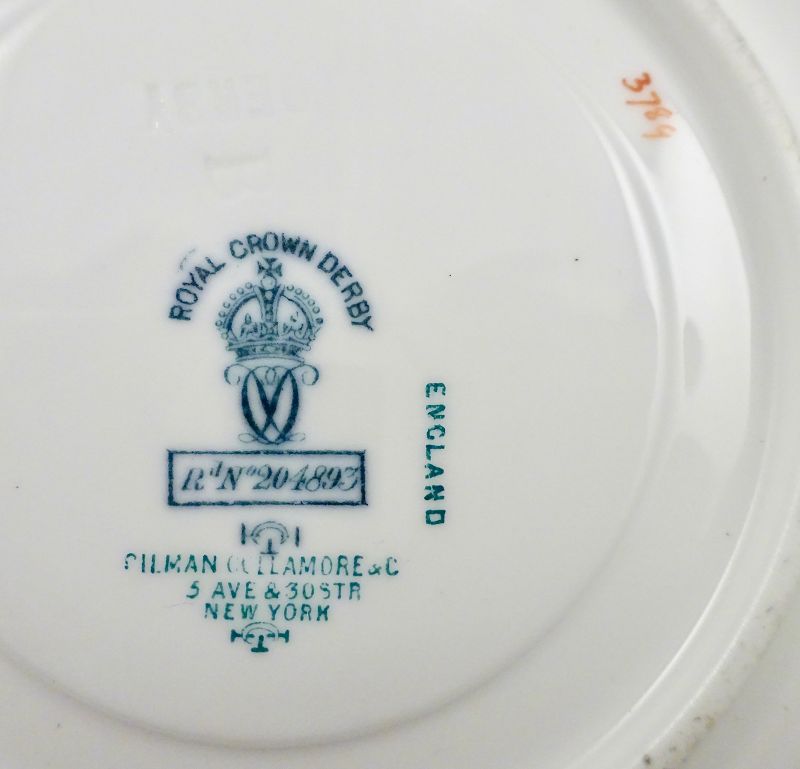 3789
ROYAL CROWN DERBY
ENGLAND
Rd No 204893
GILMAN COLLAMORE & C
5 AVE & 30 STR
NEW YORK